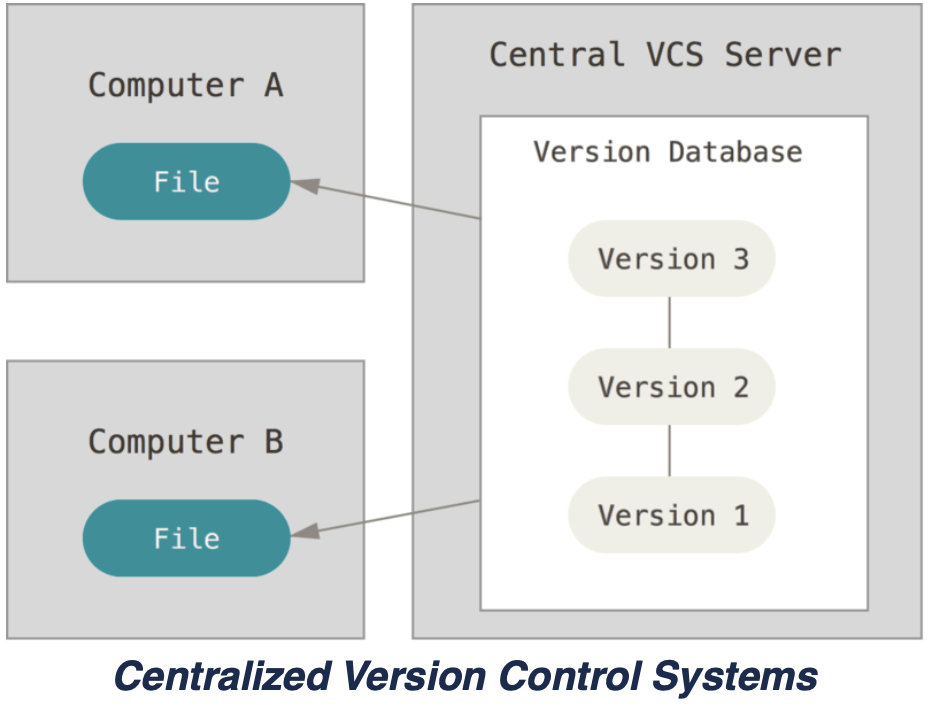 Computer A
File
Computer B
File
Central VCS Server
Version Database
Version 3
Version 2
Version 1
Centralized Version Control Systems